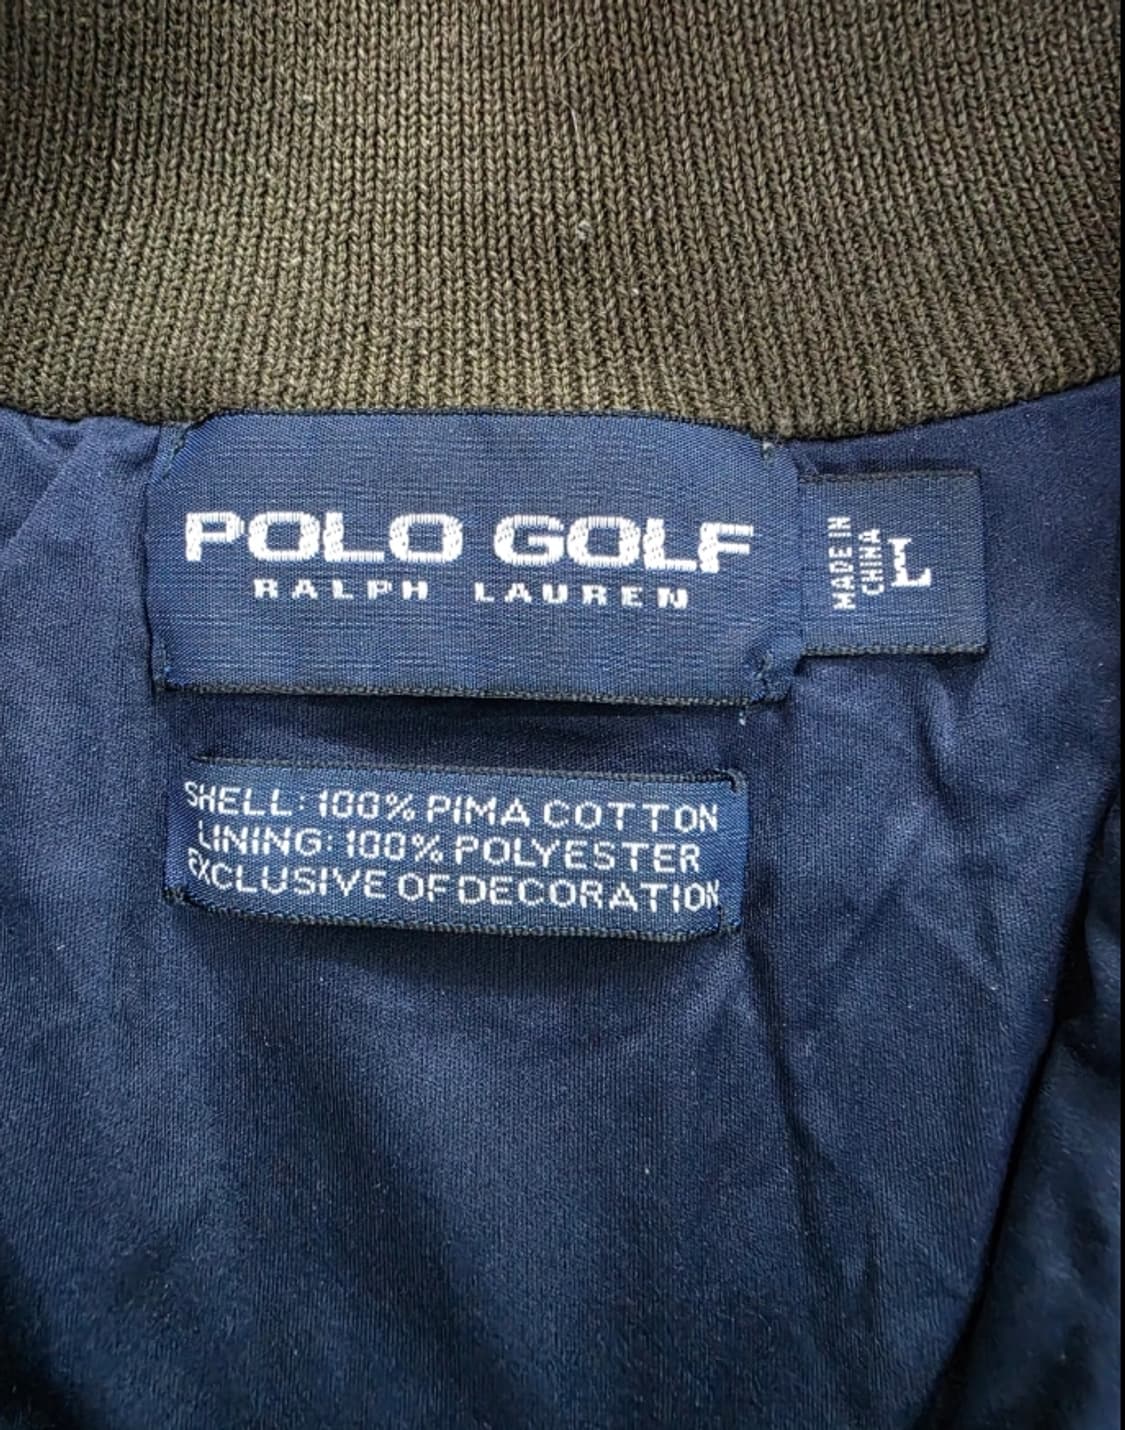 POLO GOLF
RALPH LAUREN
MADE IN
CHINA
L
SHELL: 100% PIMA COTTON
LINING: 100% POLYESTER
EXCLUSIVE OF DECORATION